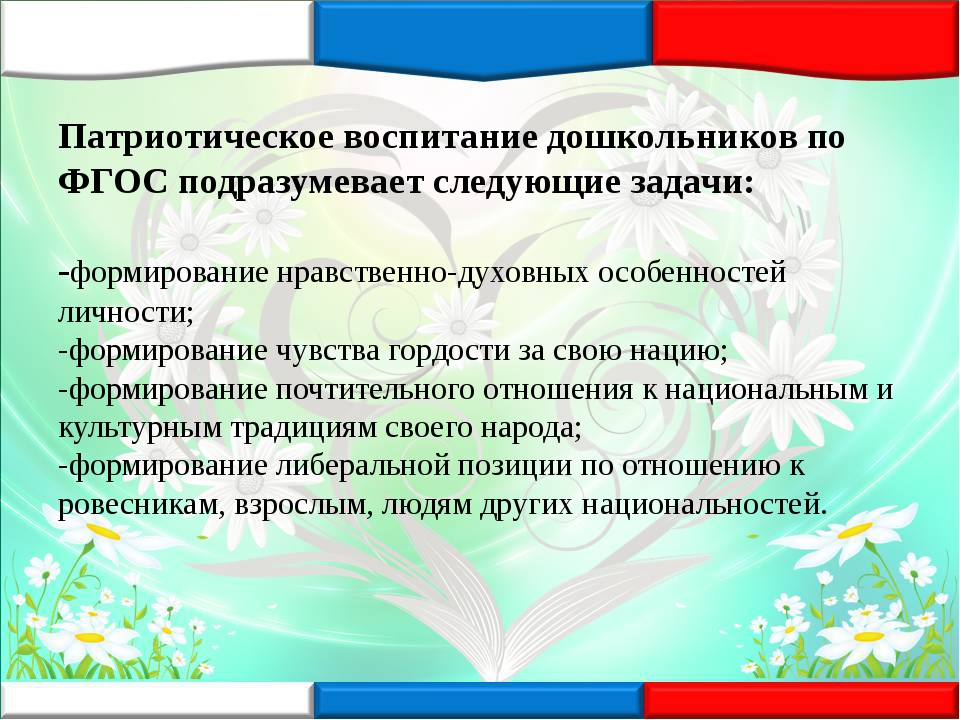 Патриотическое воспитание дошкольников по
ФГОС подразумевает следующие задачи:
-формирование нравственно-духовных особенностей
личности;
-формирование чувства гордости за свою нацию;
-формирование почтительного отношения к национальным и
культурным традициям своего народа;
-формирование либеральной позиции по отношению к
ровесникам, взрослым, людям других национальностей.